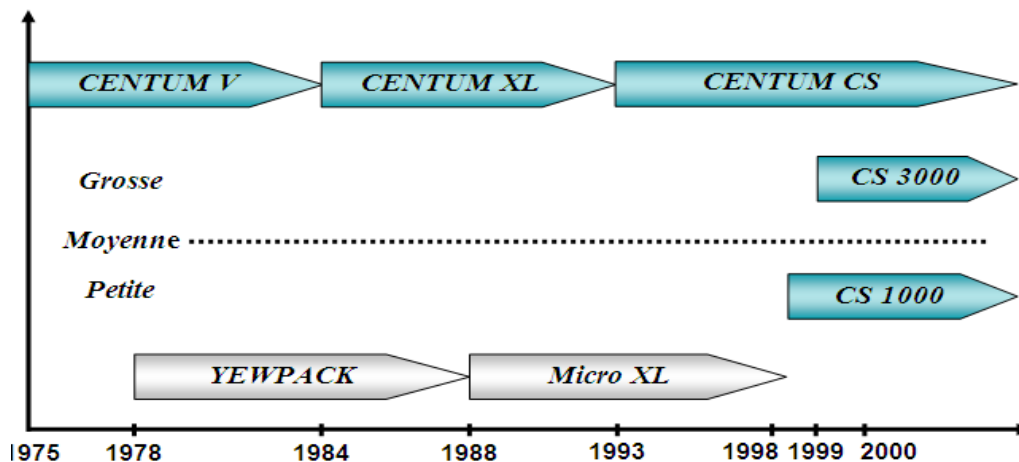 CENTUM V CENTUM XL CENTUM CS
Grosse CS 3000
Moyenne
Petite CS 1000
YEWPACK Micro XL
1975 1978 1984 1988 1993 1998 1999 2000